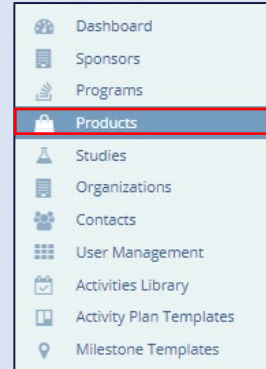 Dashboard
Sponsors
Programs
Products
Studies
Organizations
Contacts
User Management
Activities Library
Activity Plan Templates
Milestone Templates